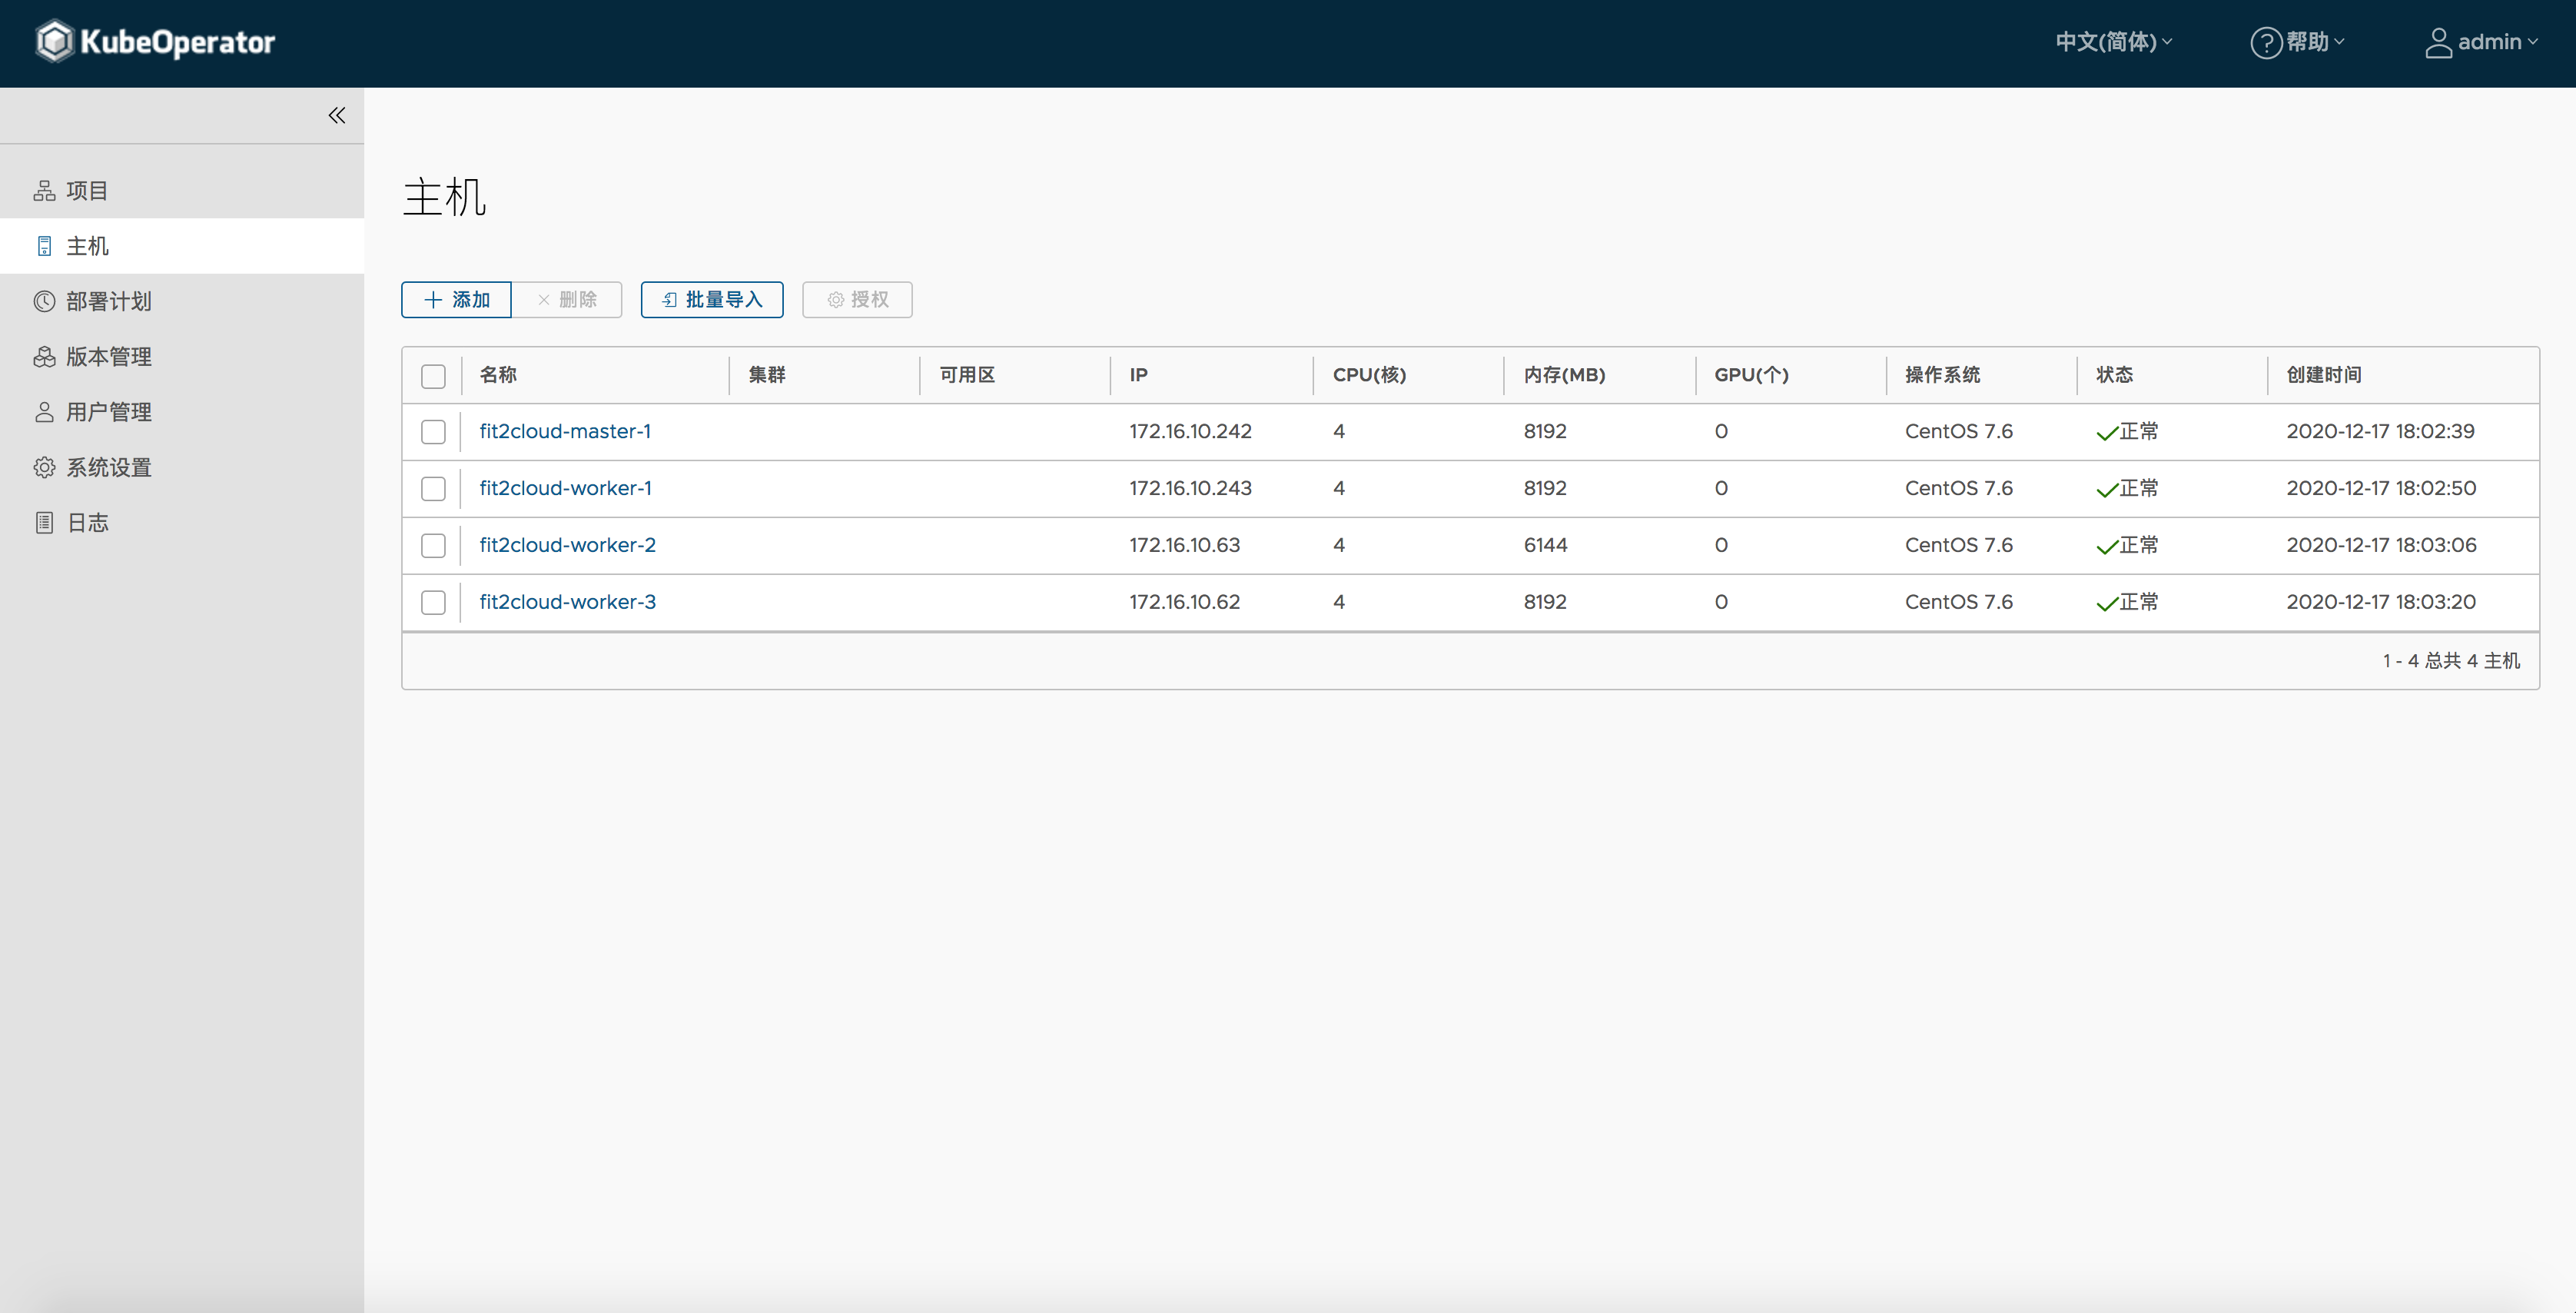 KubeOperator 中文(简体) 帮助 admin
项目
主机
部署计划
版本管理
用户管理
系统设置
日志
主机
添加 删除 批量导入 授权
名称 集群 可用区 IP CPU(核) 内存(MB) GPU(个) 操作系统 状态 创建时间
fit2cloud-master-1 172.16.10.242 4 8192 0 CentOS 7.6 正常 2020-12-17 18:02:39
fit2cloud-worker-1 172.16.10.243 4 8192 0 CentOS 7.6 正常 2020-12-17 18:02:50
fit2cloud-worker-2 172.16.10.63 4 6144 0 CentOS 7.6 正常 2020-12-17 18:03:06
fit2cloud-worker-3 172.16.10.62 4 8192 0 CentOS 7.6 正常 2020-12-17 18:03:20
1 - 4 总共 4 主机